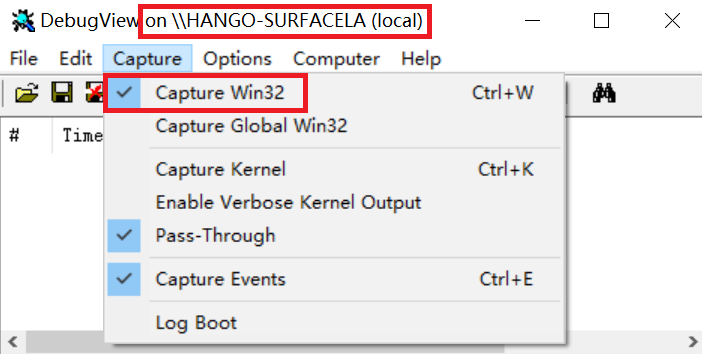 DebugView on \\HANGO-SURFACELA (local)
File Edit Capture Options Computer Help
Capture Win32 Ctrl+W
Capture Global Win32
# Time
Capture Kernel Ctrl+K
Enable Verbose Kernel Output
Pass-Through
Capture Events Ctrl+E
Log Boot